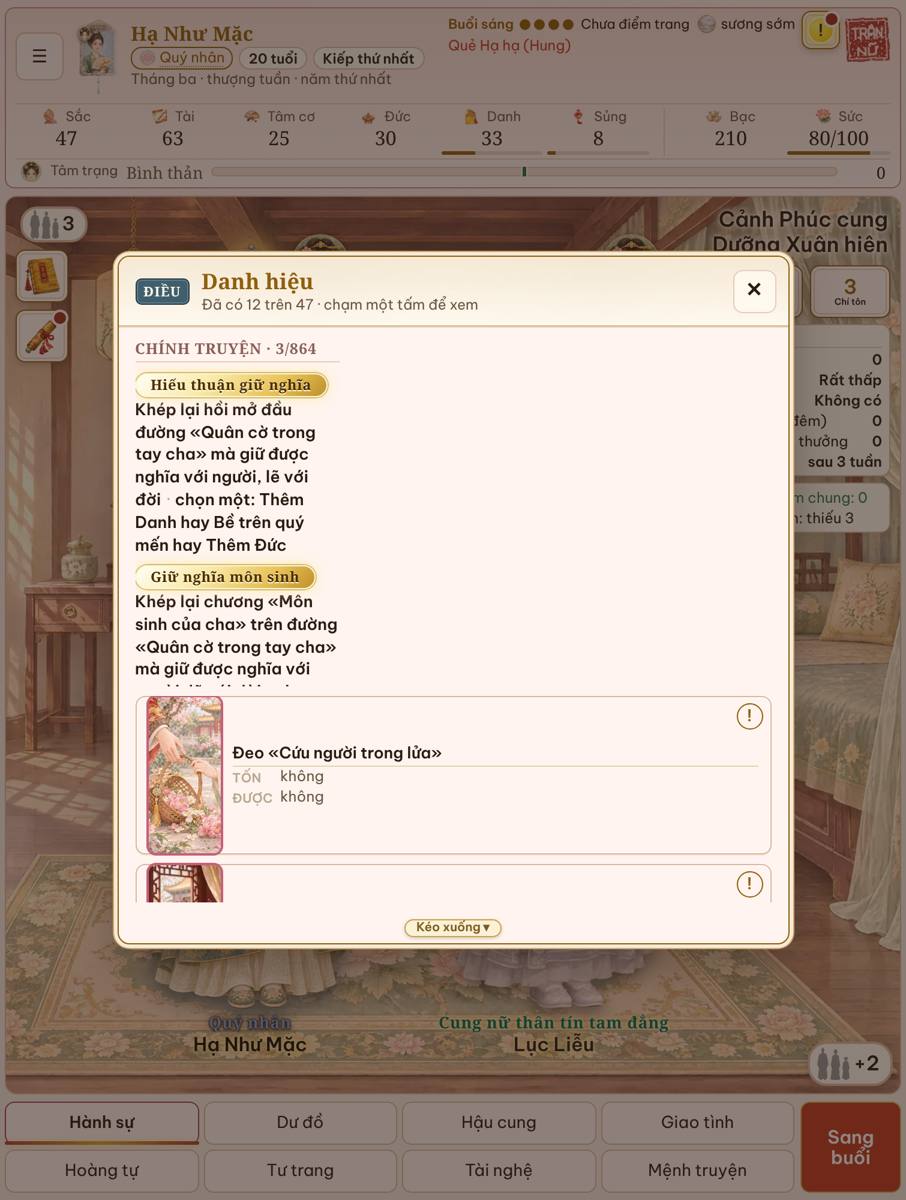 Hạ Như Mặc
Quý nhân
20 tuổi
Kiếp thứ nhất
Tháng ba · thượng tuần · năm thứ nhất
Buổi sáng
Chưa điểm trang
sương sớm
Quẻ Hạ hạ (Hung)
!
TRÂN NỮ
Sắc
47
Tài
63
Tâm cơ
25
Đức
30
Danh
33
Sủng
8
Bạc
210
Sức
80/100
Tâm trạng
Bình thản
0
3
Cảnh Phúc cung
Dưỡng Xuân hiên
3
Chí tôn
0
Rất thấp
Không có
đêm) 0
thưởng 0
sau 3 tuần
m chung: 0
: thiếu 3
ĐIỀU
Danh hiệu
Đã có 12 trên 47 · chạm một tấm để xem
✕
CHÍNH TRUYỆN · 3/864
Hiếu thuận giữ nghĩa
Khép lại hồi mở đầu
đường «Quân cờ trong
tay cha» mà giữ được
nghĩa với người, lẽ với
đời · chọn một: Thêm
Danh hay Bề trên quý
mến hay Thêm Đức
Giữ nghĩa môn sinh
Khép lại chương «Môn
sinh của cha» trên đường
«Quân cờ trong tay cha»
mà giữ được nghĩa với
Đeo «Cứu người trong lửa»
TỐN không
ĐƯỢC không
!
!
Kéo xuống ▾
Quý nhân
Hạ Như Mặc
Cung nữ thân tín tam đẳng
Lục Liễu
+2
Hành sự
Dư đồ
Hậu cung
Giao tình
Sang buổi
Hoàng tự
Tư trang
Tài nghệ
Mệnh truyện